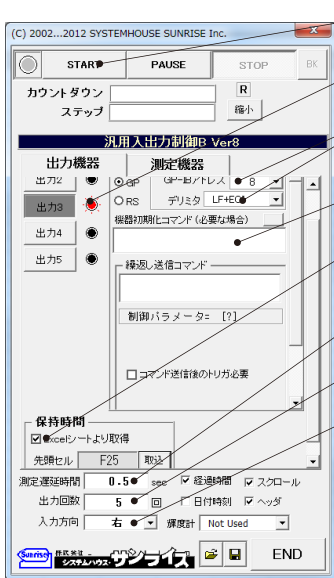 (C) 2002...2012 SYSTEMHOUSE SUNRISE Inc.
START PAUSE STOP BK
カウントダウン R
ステップ 縮小
汎用入出力制御B Ver8
出力機器 測定機器
出力2 GP GP-IBアドレス 8
出力3 RS デリミタ LF+EOI
機器初期化コマンド (必要な場合)
出力4
出力5 繰返し送信コマンド
制御パラメータ= [?]
コマンド送信後のトリガ必要
保持時間
Excelシートより取得
先頭セル F25 取込
測定遅延時間 0.5 sec 経過時間 スクロール
出力回数 5 回 日付時刻 ヘッダ
入力方向 右 輝度計 Not Used
Sunrise 株式会社 システムハウス・サンライズ END